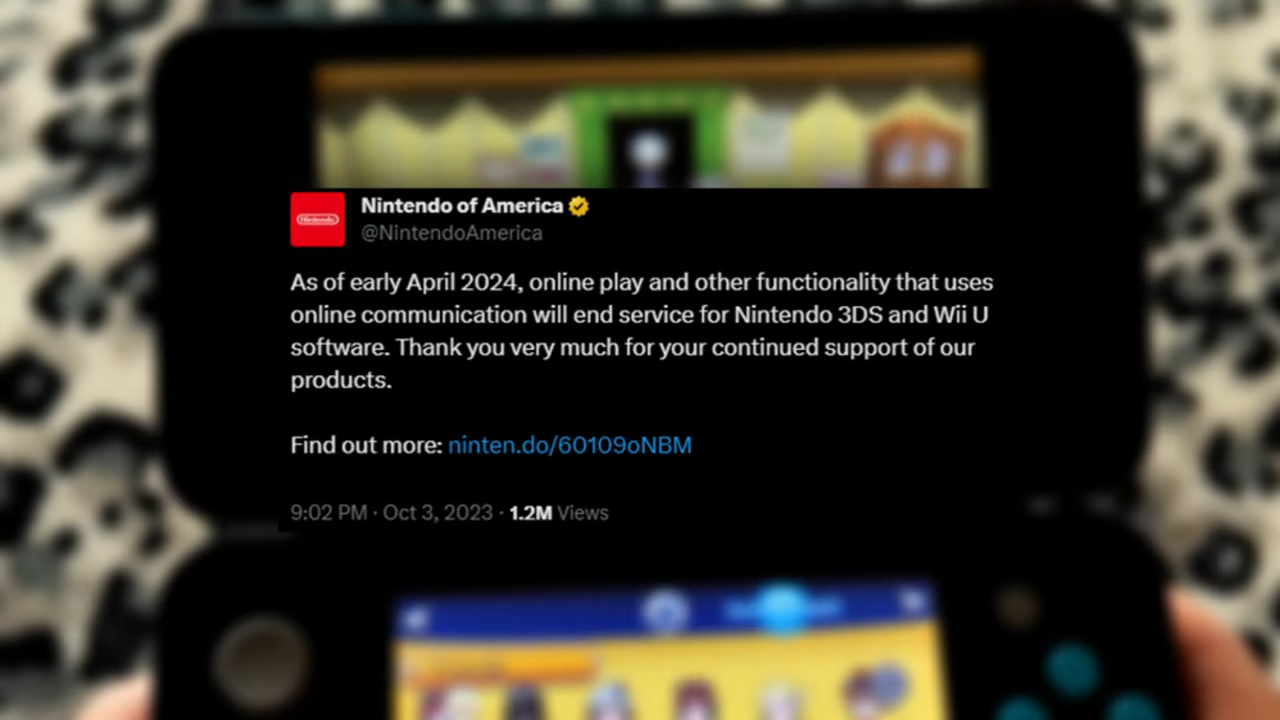 Nintendo
Nintendo of America
@NintendoAmerica
As of early April 2024, online play and other functionality that uses
online communication will end service for Nintendo 3DS and Wii U
software. Thank you very much for your continued support of our
products.
Find out more: ninten.do/60109oNBM
9:02 PM · Oct 3, 2023 · 1.2M Views